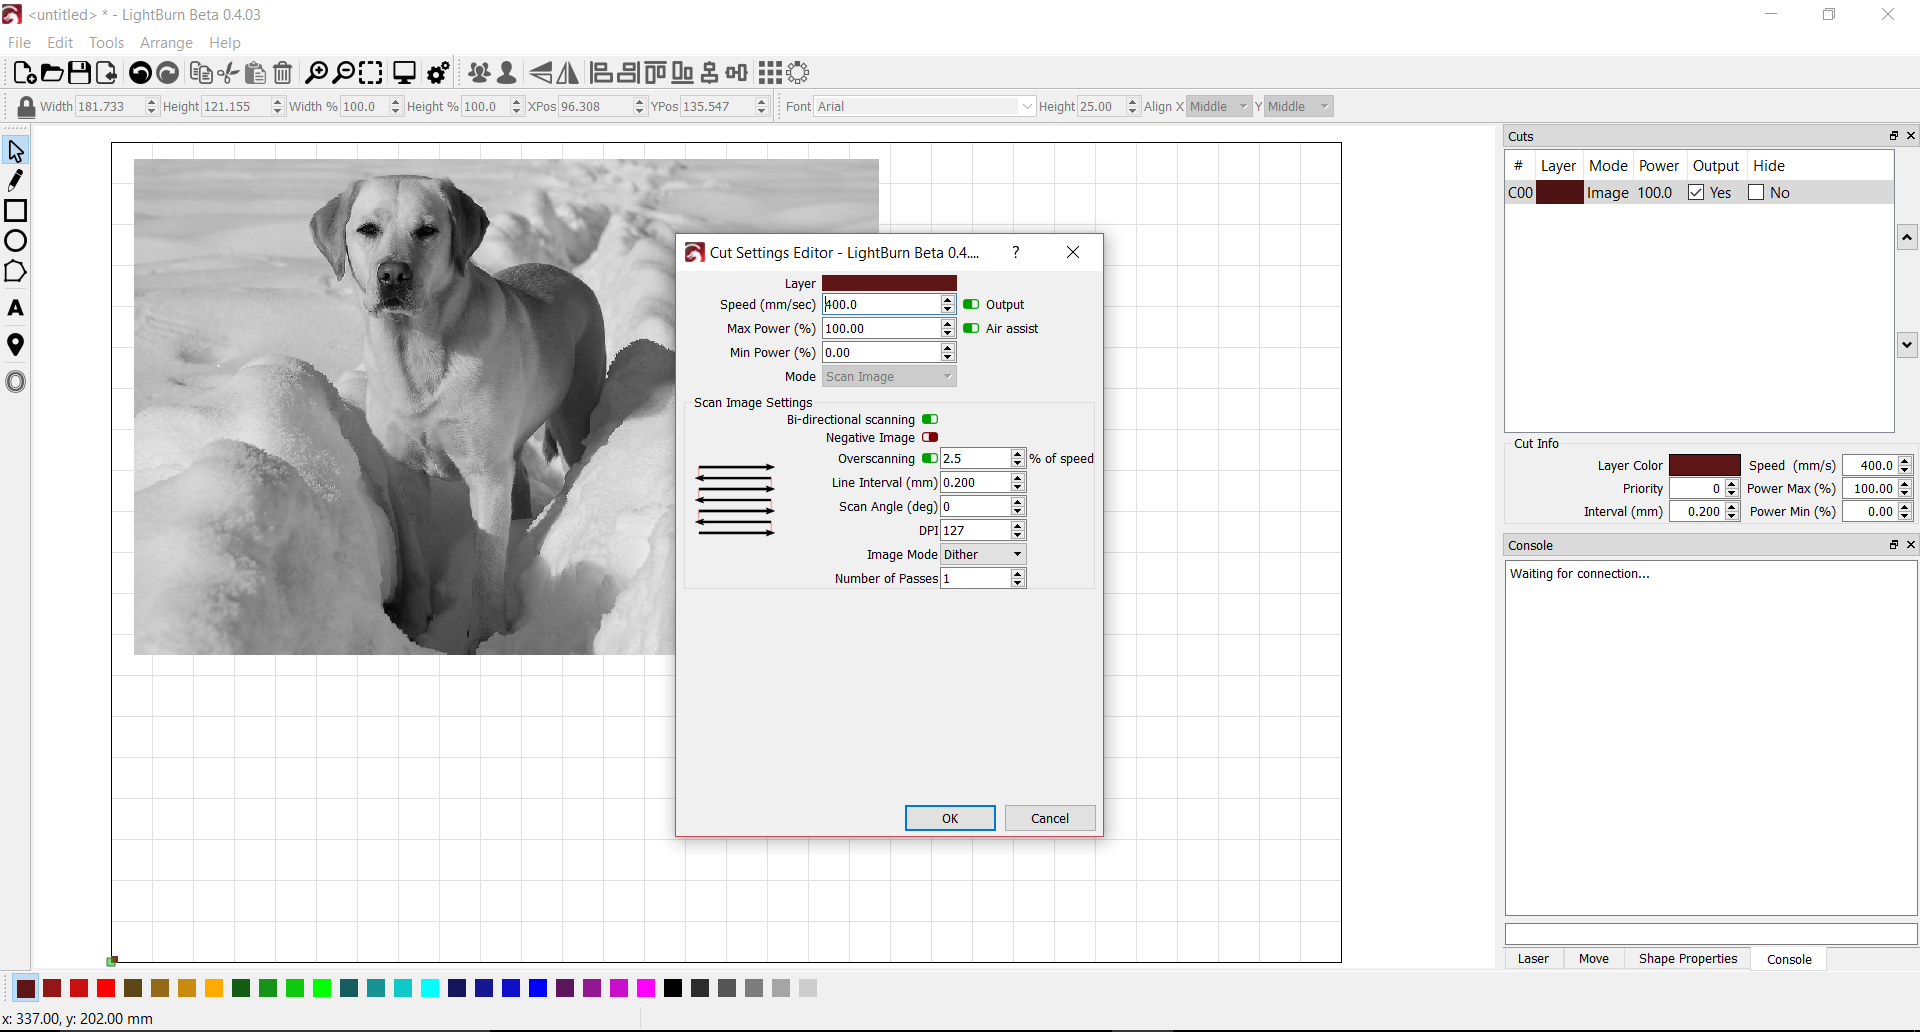 <untitled> * - LightBurn Beta 0.4.03
File Edit Tools Arrange Help
Width 181.733 Height 121.155 Width % 100.0 Height % 100.0 XPos 96.308 YPos 135.547 Font Arial Height 25.00 Align X Middle Y Middle
Cuts
# Layer Mode Power Output Hide
C00 Image 100.0 Yes No
Cut Settings Editor - LightBurn Beta 0.4.... ?
Layer
Speed (mm/sec) 400.0 Output
Max Power (%) 100.00 Air assist
Min Power (%) 0.00
Mode Scan Image
Scan Image Settings
Bi-directional scanning
Negative Image
Overscanning 2.5 % of speed
Line Interval (mm) 0.200
Scan Angle (deg) 0
DPI 127
Image Mode Dither
Number of Passes 1
OK Cancel
Cut Info
Layer Color Speed (mm/s) 400.0
Priority 0 Power Max (%) 100.00
Interval (mm) 0.200 Power Min (%) 0.00
Console
Waiting for connection...
Laser Move Shape Properties Console
A
x: 337.00, y: 202.00 mm